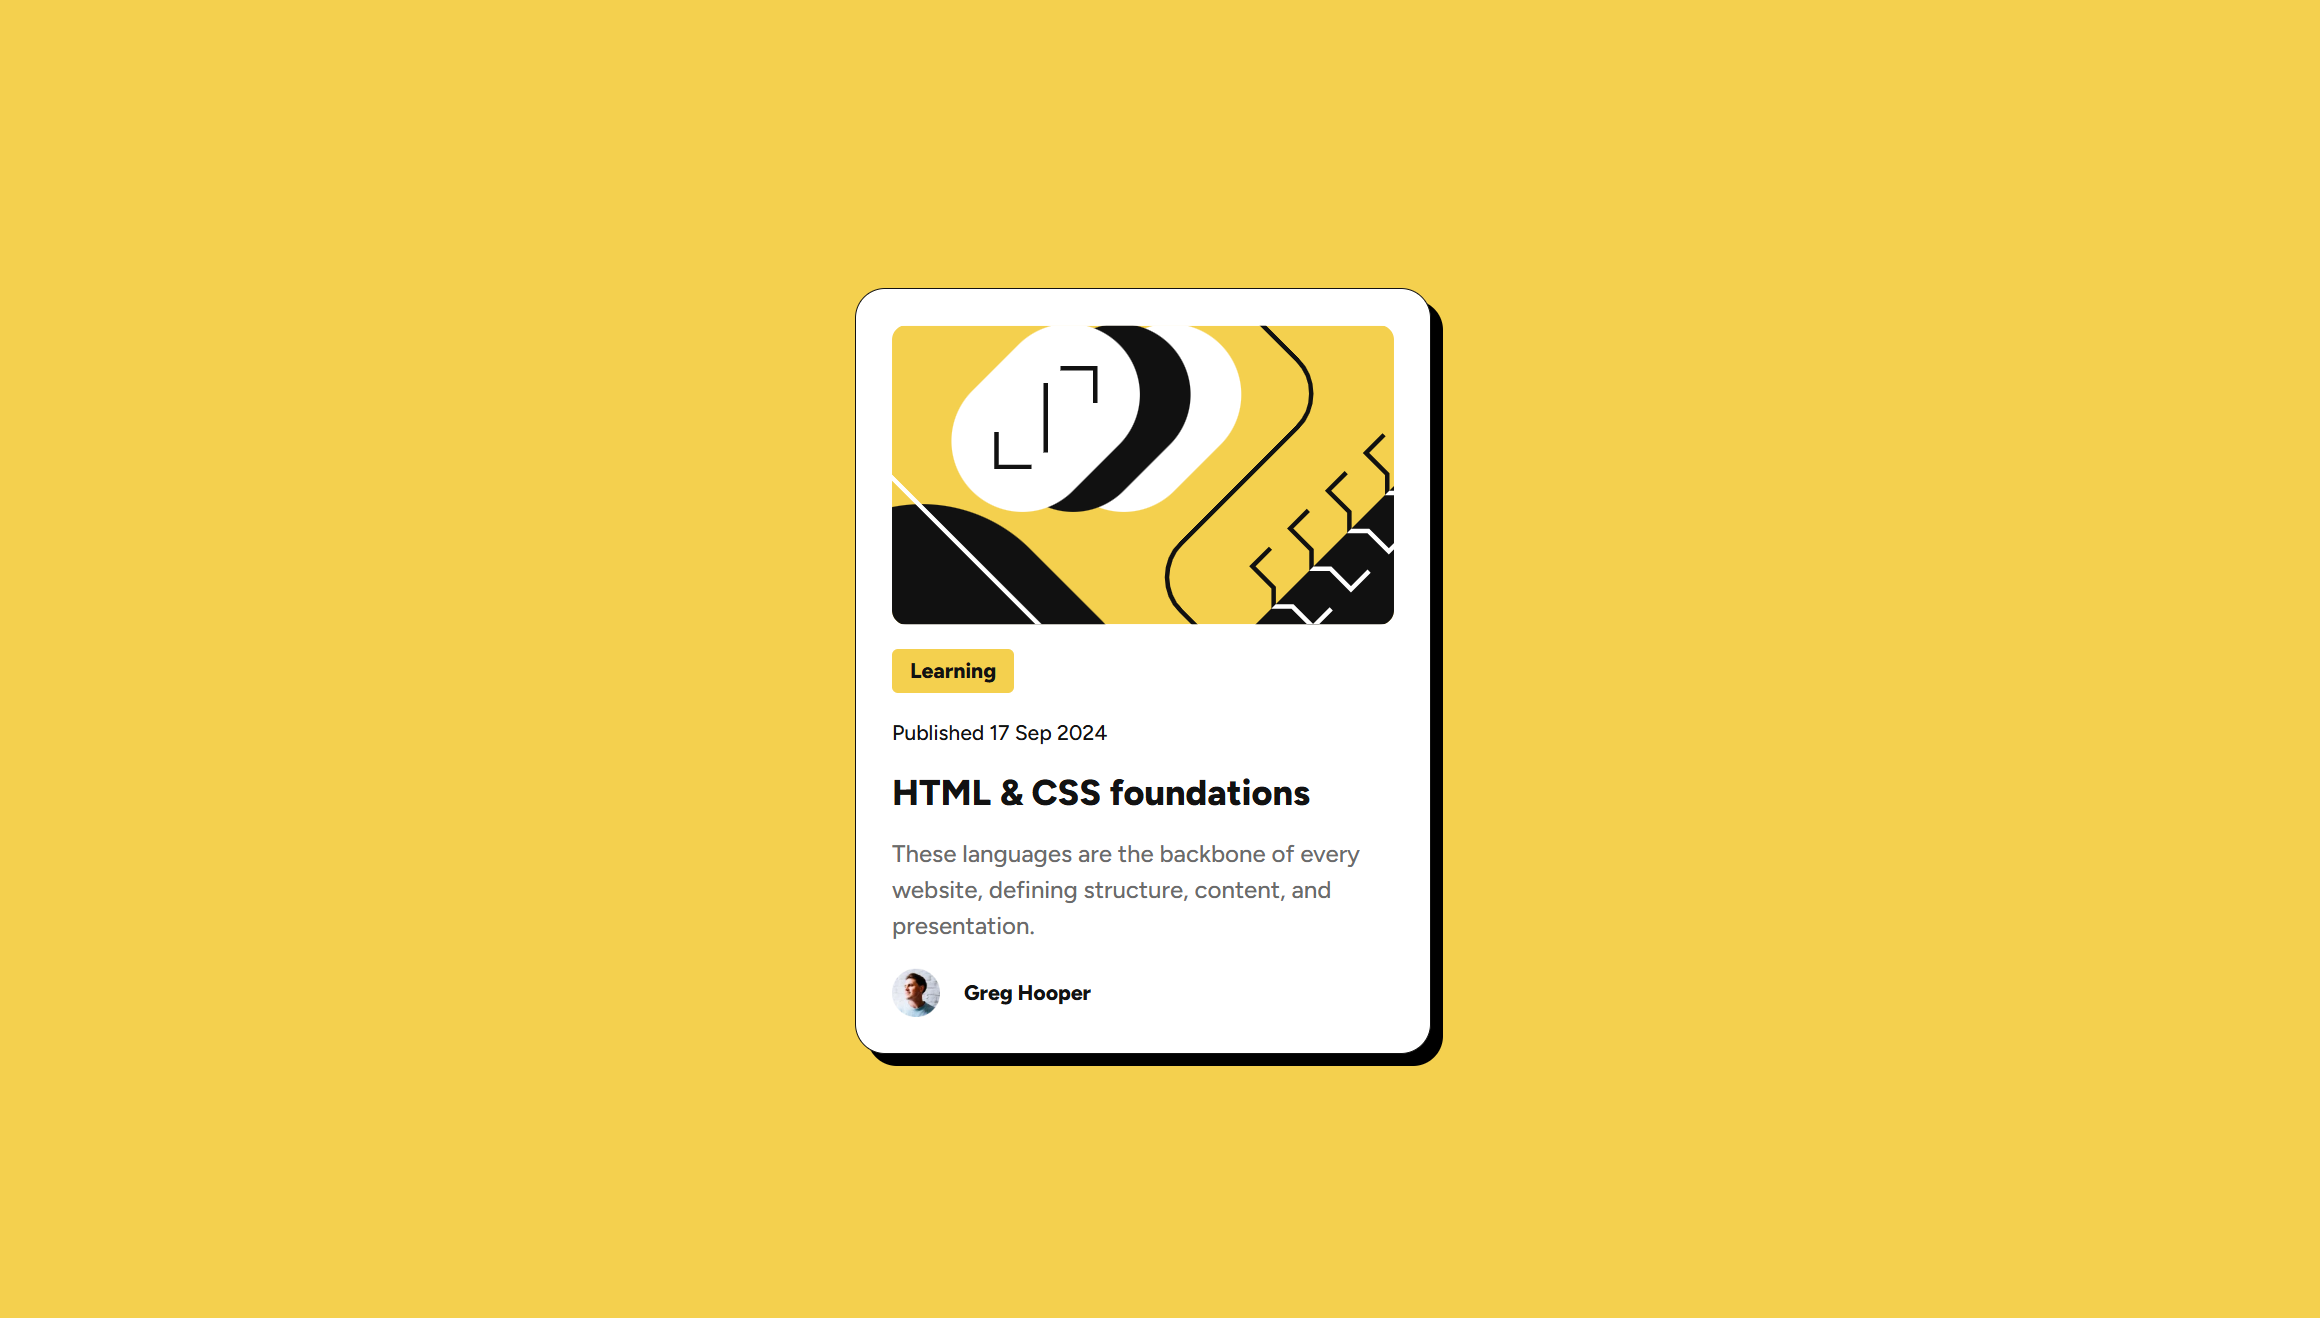 Learning
Published 17 Sep 2024
HTML & CSS foundations
These languages are the backbone of every
website, defining structure, content, and
presentation.
Greg Hooper